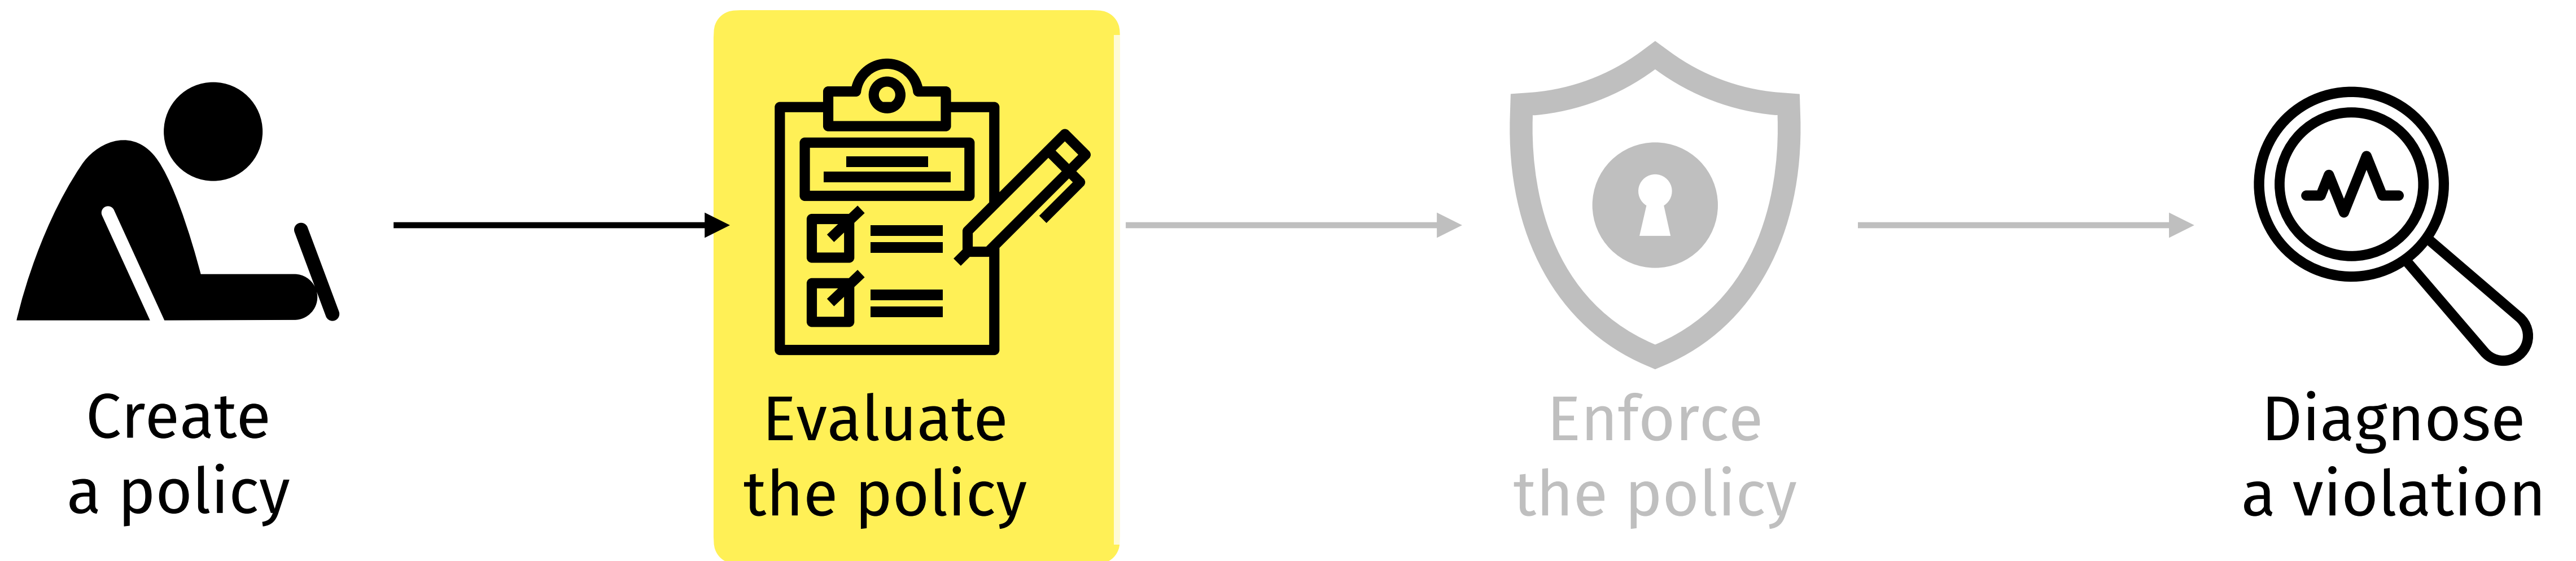 Create
a policy
Evaluate
the policy
Enforce
the policy
Diagnose
a violation